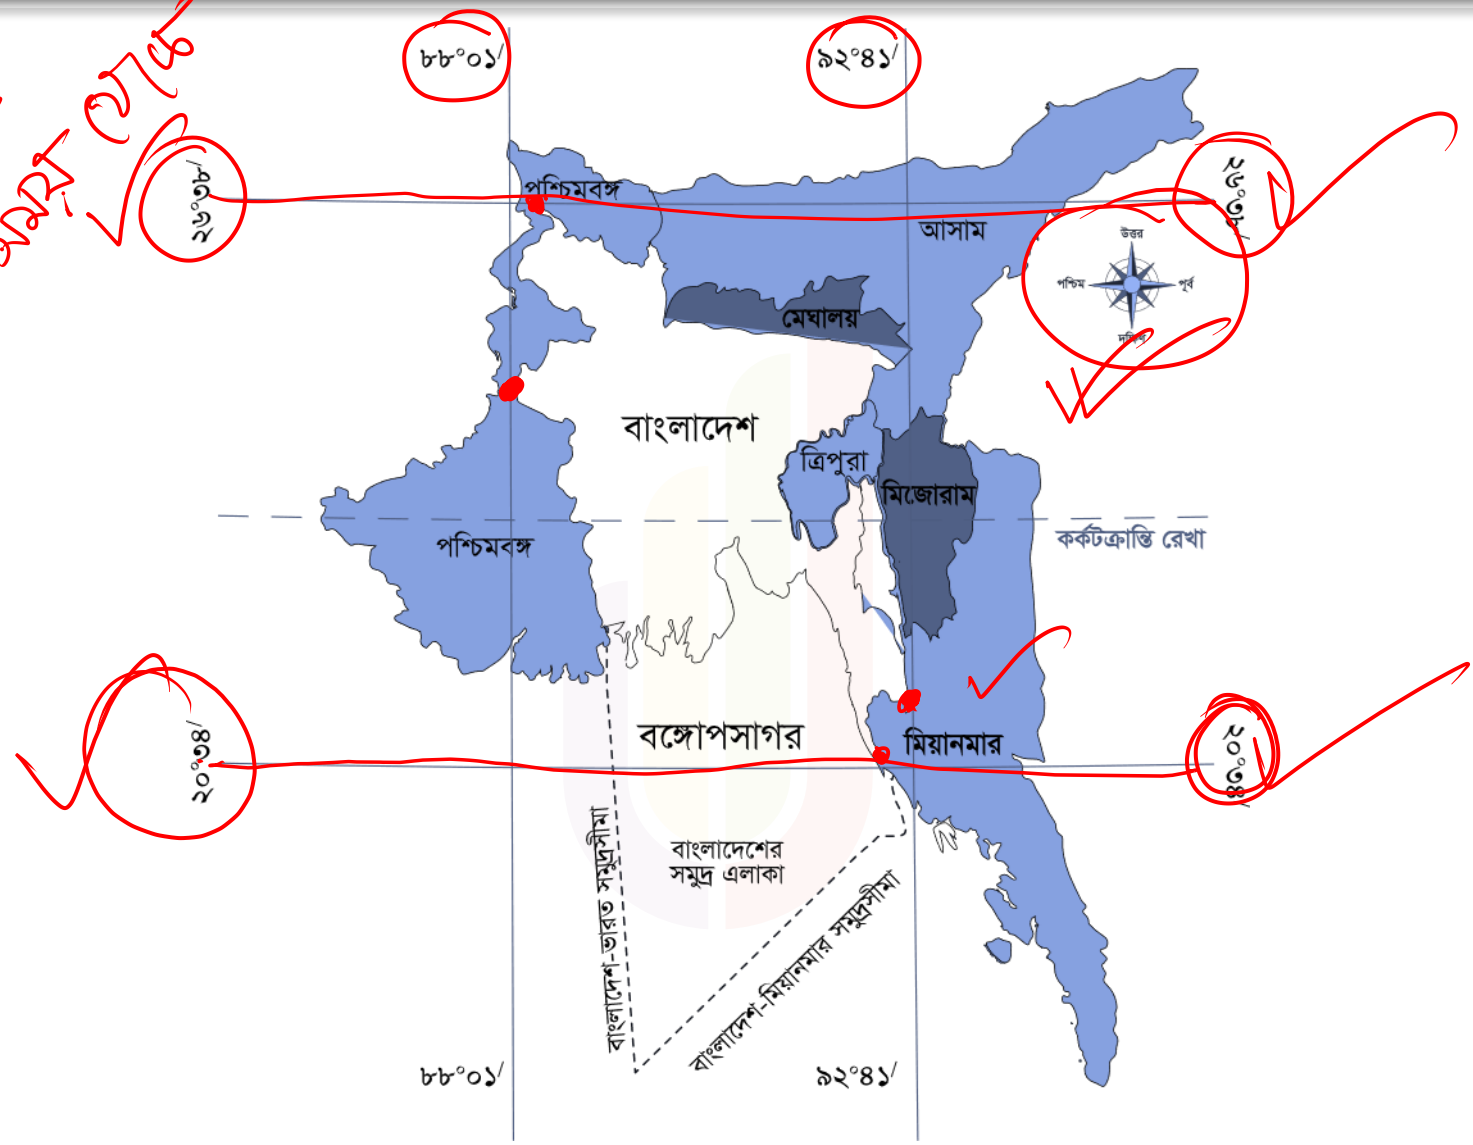 ৮৮°০১/
৯২°৪১/
২৬°৩৮/
২৬°৩৮/
পশ্চিমবঙ্গ
আসাম
উত্তর
পশ্চিম
পূর্ব
দক্ষিণ
মেঘালয়
বাংলাদেশ
ত্রিপুরা
মিজোরাম
পশ্চিমবঙ্গ
কর্কটক্রান্তি রেখা
বঙ্গোপসাগর
মিয়ানমার
২০°৩৪/
২০°৩৪/
বাংলাদেশের
সমুদ্র এলাকা
বাংলাদেশ-ভারত সমুদ্রসীমা
বাংলাদেশ-মিয়ানমার সমুদ্রসীমা
৮৮°০১/
৯২°৪১/